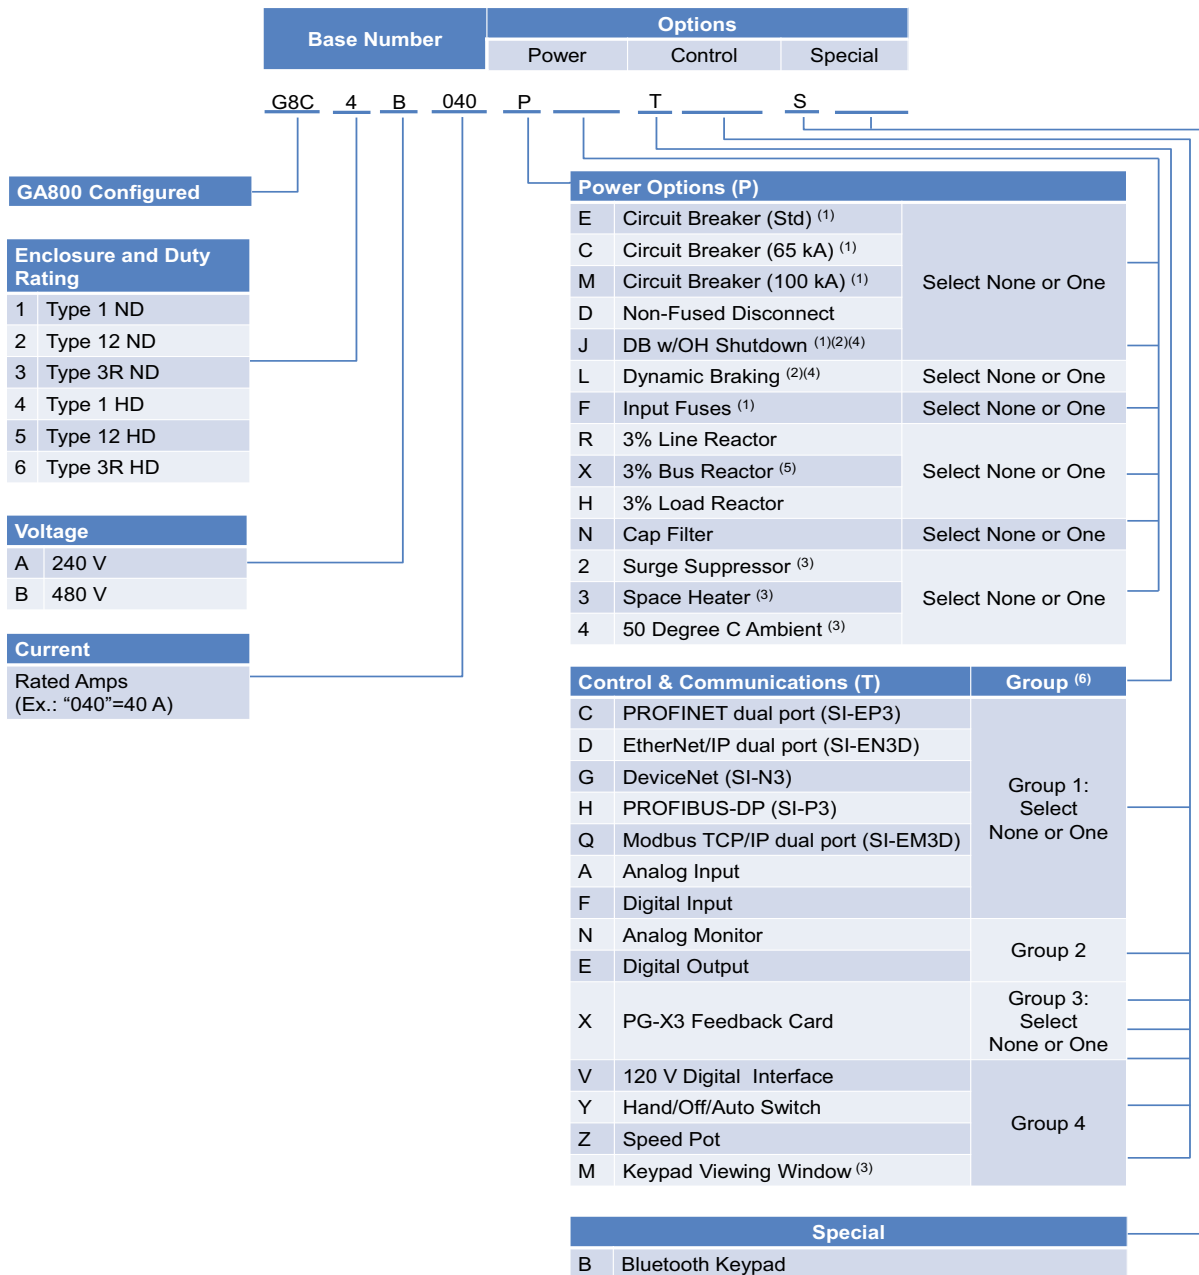 Base Number
Options
Power Control Special
G8C 4 B 040 P T S
GA800 Configured
Enclosure and Duty
Rating
1 Type 1 ND
2 Type 12 ND
3 Type 3R ND
4 Type 1 HD
5 Type 12 HD
6 Type 3R HD
Voltage
A 240 V
B 480 V
Current
Rated Amps
(Ex.: “040”=40 A)
Power Options (P)
E Circuit Breaker (Std) (1)
C Circuit Breaker (65 kA) (1)
M Circuit Breaker (100 kA) (1)
D Non-Fused Disconnect
J DB w/OH Shutdown (1)(2)(4)
Select None or One
L Dynamic Braking (2)(4) Select None or One
F Input Fuses (1) Select None or One
R 3% Line Reactor
X 3% Bus Reactor (5)
H 3% Load Reactor
Select None or One
N Cap Filter Select None or One
2 Surge Suppressor (3)
3 Space Heater (3)
4 50 Degree C Ambient (3)
Select None or One
Control & Communications (T) Group (6)
C PROFINET dual port (SI-EP3)
D EtherNet/IP dual port (SI-EN3D)
G DeviceNet (SI-N3)
H PROFIBUS-DP (SI-P3)
Q Modbus TCP/IP dual port (SI-EM3D)
A Analog Input
F Digital Input
Group 1:
Select
None or One
N Analog Monitor
E Digital Output
Group 2
X PG-X3 Feedback Card
Group 3:
Select
None or One
V 120 V Digital Interface
Y Hand/Off/Auto Switch
Z Speed Pot
M Keypad Viewing Window (3)
Group 4
Special
B Bluetooth Keypad